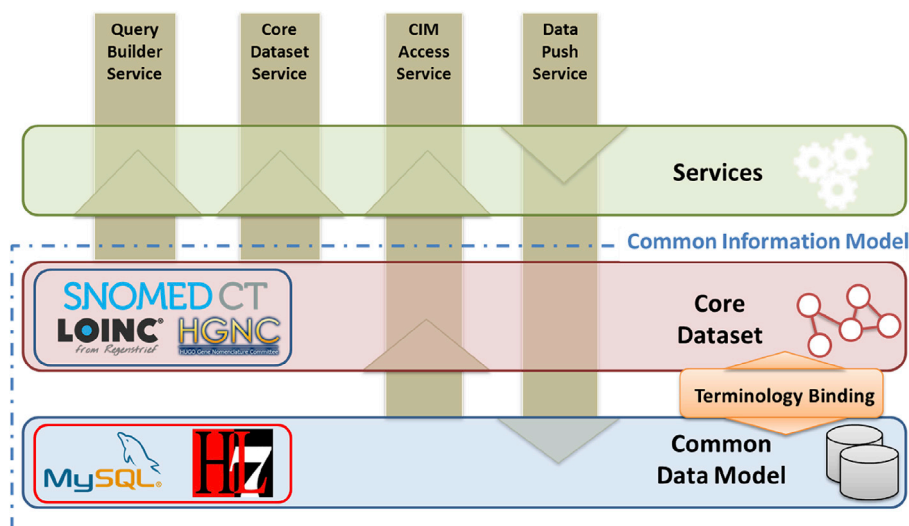 Query
Builder
Service
Core
Dataset
Service
CIM
Access
Service
Data
Push
Service
Services
Common Information Model
SNOMED CT
LOINC®
from Regenstrief
HGNC
HUGO Gene Nomenclature Committee
Core
Dataset
Terminology Binding
MySQL®
HL7
Common
Data Model